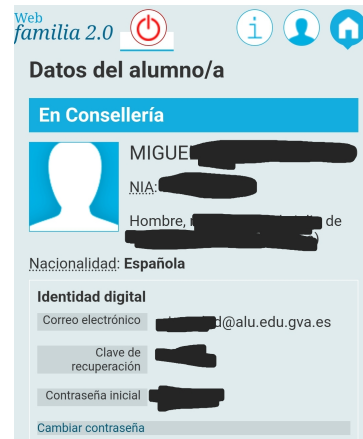 Web
familia 2.0
i
Datos del alumno/a
En Consellería
MIGUE
NIA:
Hombre, de
Nacionalidad: Española
Identidad digital
Correo electrónico d@alu.edu.gva.es
Clave de
recuperación
Contraseña inicial
Cambiar contraseña